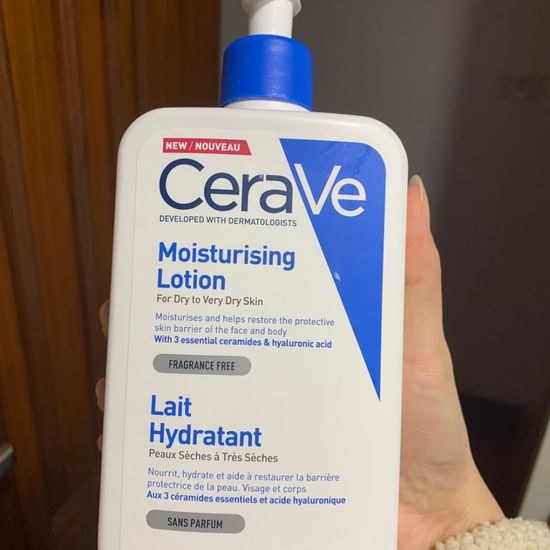 NEW / NOUVEAU
CeraVe
DEVELOPED WITH DERMATOLOGISTS
Moisturising
Lotion
For Dry to Very Dry Skin
Moisturises and helps restore the protective
skin barrier of the face and body
With 3 essential ceramides & hyaluronic acid
FRAGRANCE FREE
Lait
Hydratant
Peaux Sèches à Très Sèches
Nourrit, hydrate et aide à restaurer la barrière
protectrice de la peau. Visage et corps
Aux 3 céramides essentiels et acide hyaluronique
SANS PARFUM